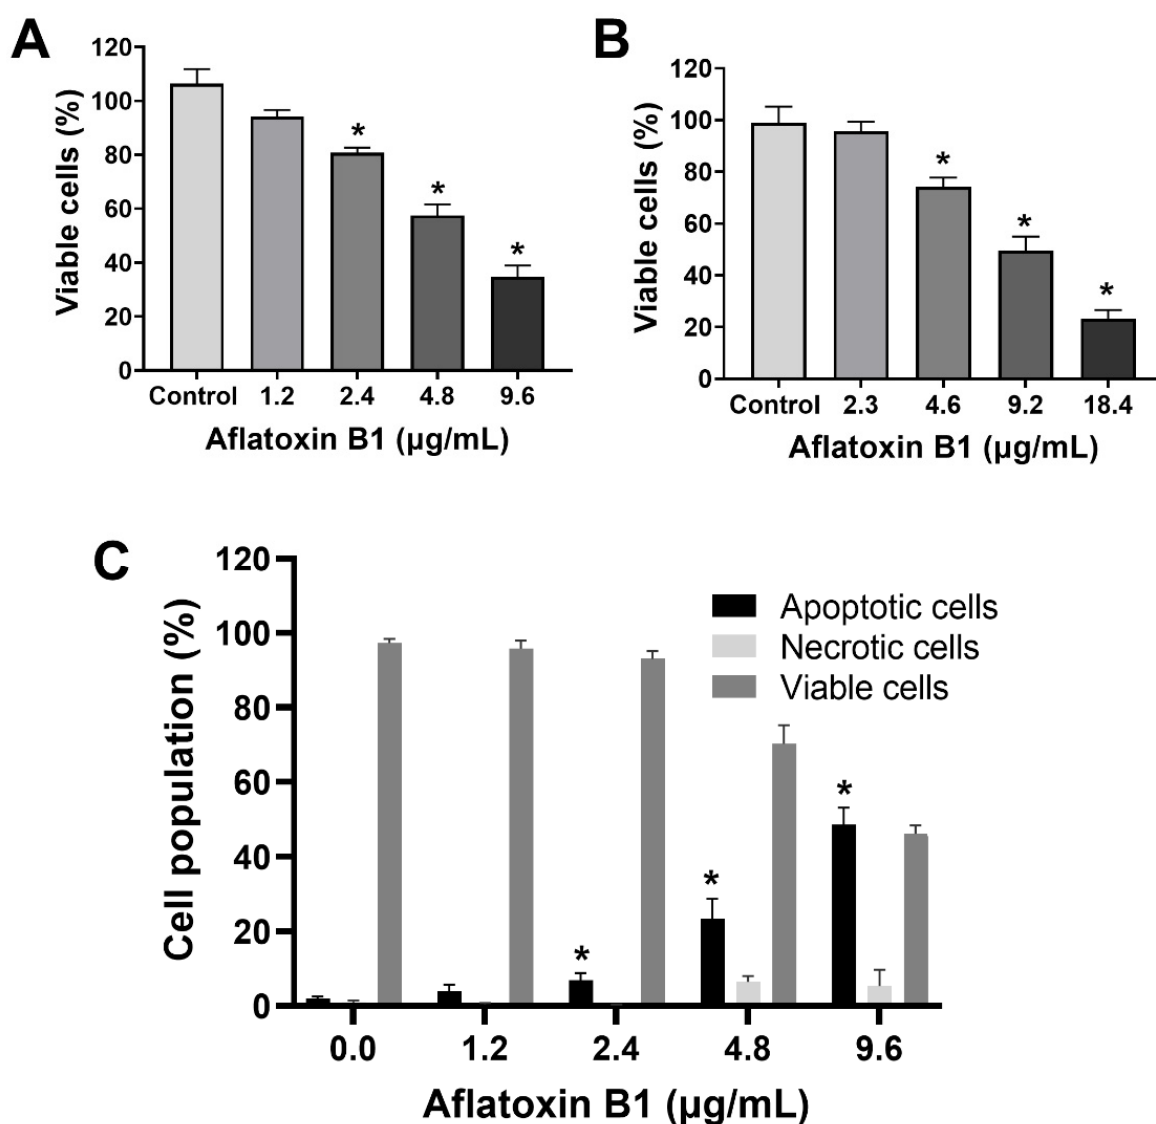 A
120
100
80
60
40
20
0
Viable cells (%)
*
*
*
Control 1.2 2.4 4.8 9.6
Aflatoxin B1 (µg/mL)
B
120
100
80
60
40
20
0
Viable cells (%)
*
*
*
Control 2.3 4.6 9.2 18.4
Aflatoxin B1 (µg/mL)
C
120
100
80
60
40
20
0
Cell population (%)
Apoptotic cells
Necrotic cells
Viable cells
*
*
*
0.0 1.2 2.4 4.8 9.6
Aflatoxin B1 (µg/mL)